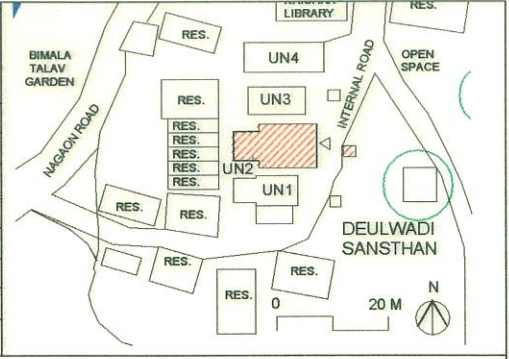 LIBRARY
RES.
RES.
BIMALA
TALAV
GARDEN
UN4
INTERNAL ROAD
OPEN
SPACE
RES.
UN3
NAGAON ROAD
RES.
RES.
RES.
RES.
RES.
UN2
UN1
RES.
RES.
DEULWADI
SANSTHAN
RES.
RES.
RES.
N
0
20 M